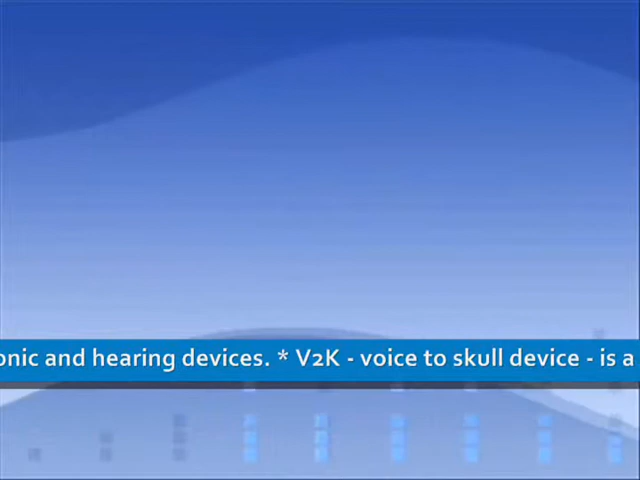 onic and hearing devices. * V2K - voice to skull device - is a